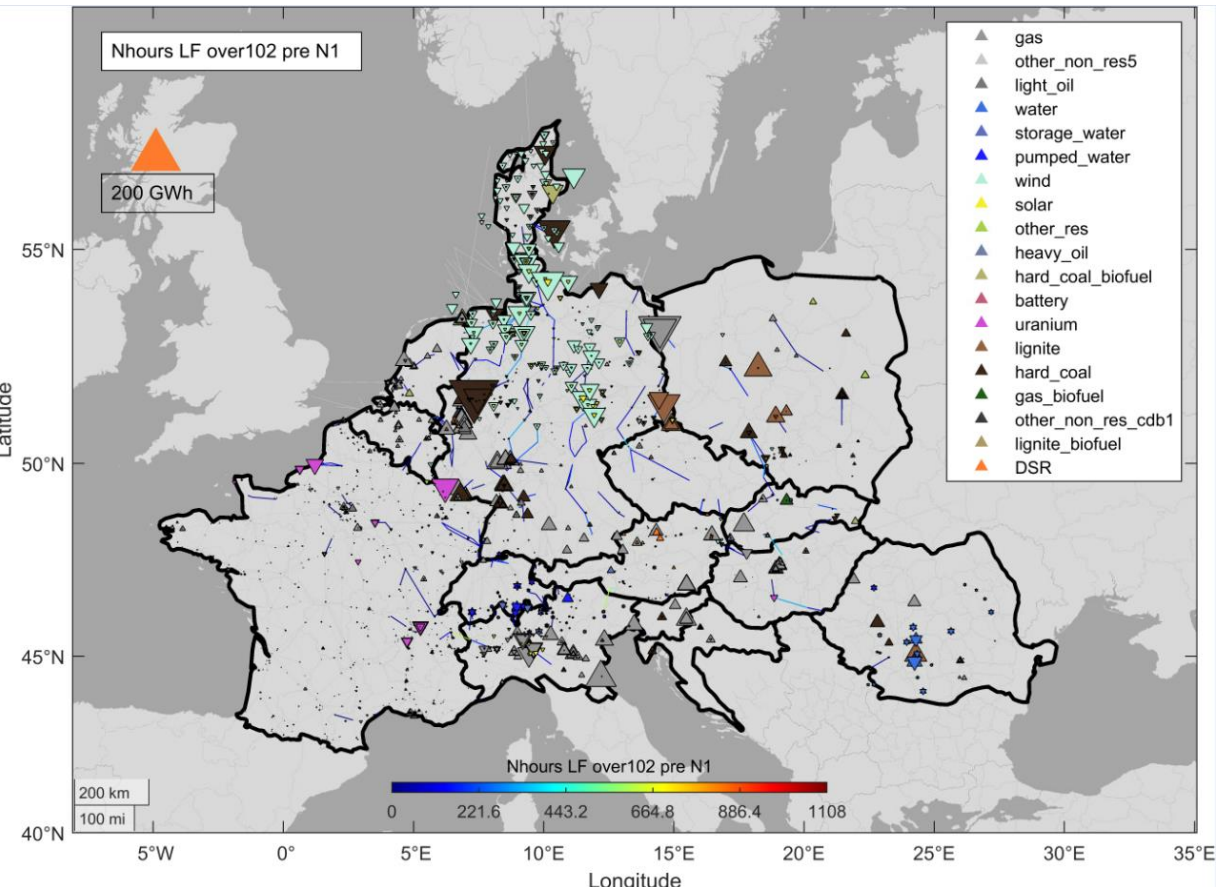 Nhours LF over102 pre N1
200 GWh
gas
other_non_res5
light_oil
water
storage_water
pumped_water
wind
solar
other_res
heavy_oil
hard_coal_biofuel
battery
uranium
lignite
hard_coal
gas_biofuel
other_non_res_cdb1
lignite_biofuel
DSR
55°N
50°N
45°N
40°N
Latitude
Nhours LF over102 pre N1
0 221.6 443.2 664.8 886.4 1108
200 km
100 mi
5°W 0° 5°E 10°E 15°E 20°E 25°E 30°E 35°E
Longitude